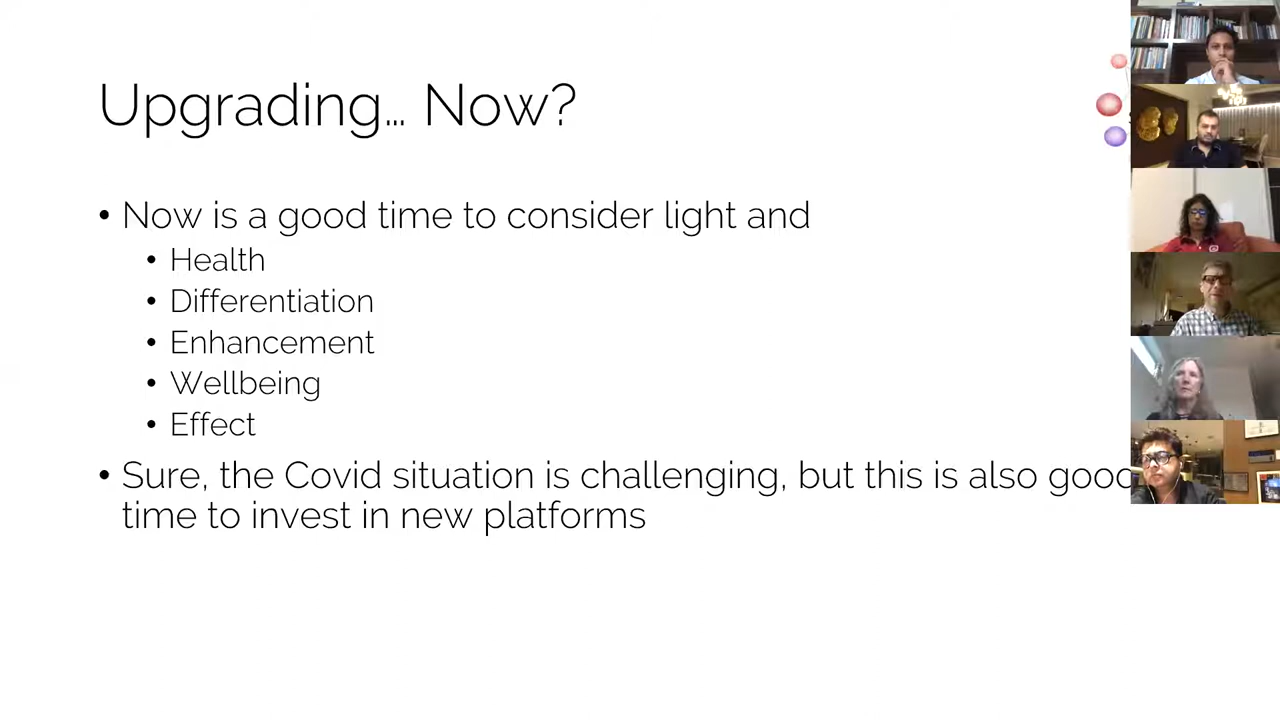 Upgrading... Now?
• Now is a good time to consider light and
• Health
• Differentiation
• Enhancement
• Wellbeing
• Effect
• Sure, the Covid situation is challenging, but this is also good
time to invest in new platforms